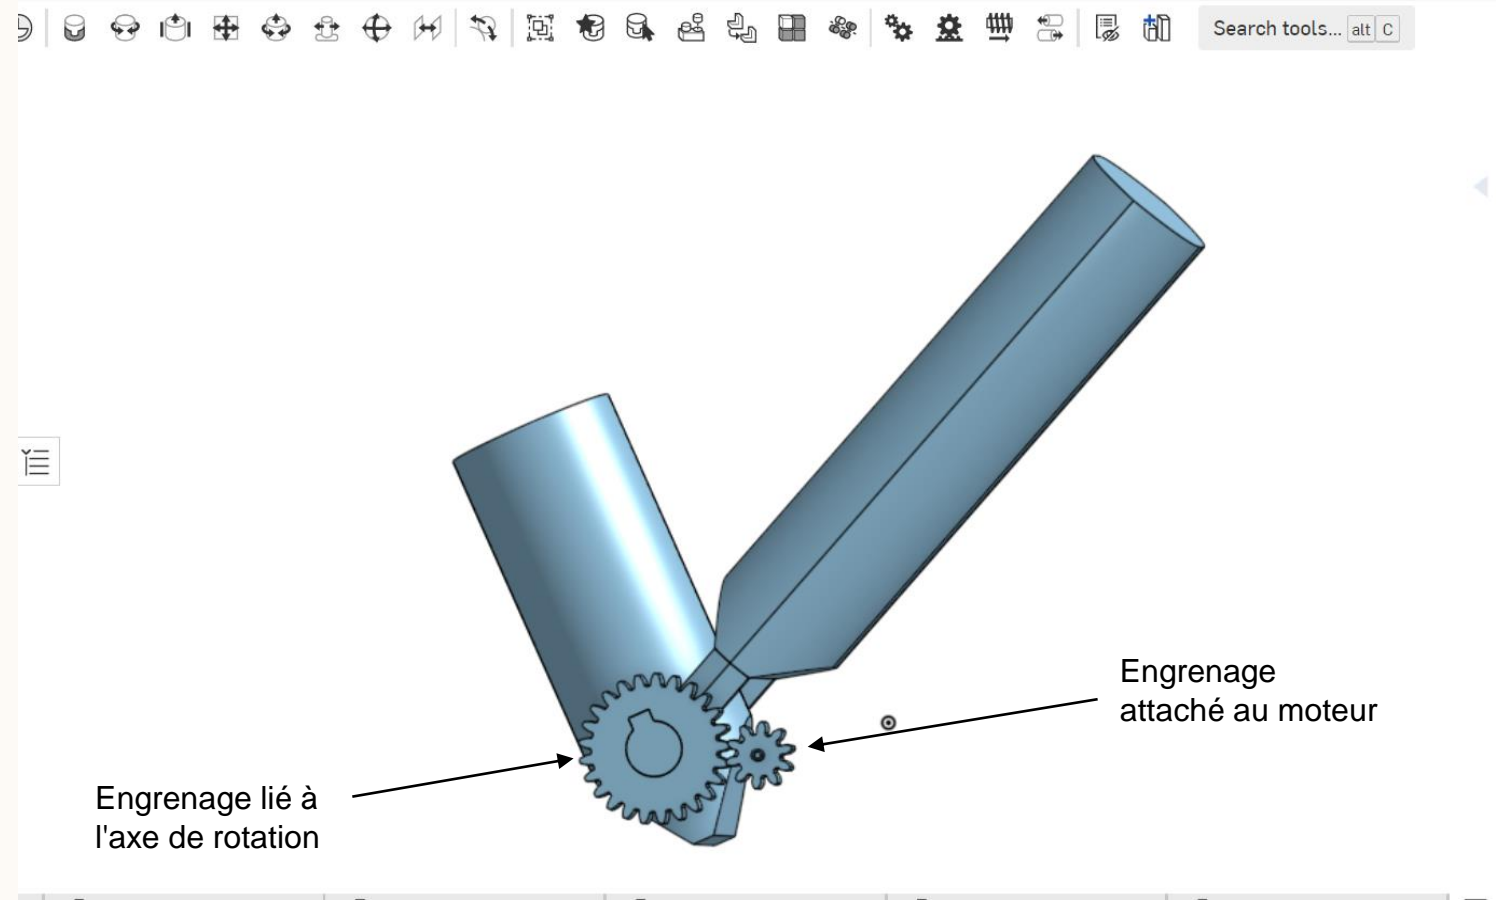 Search tools... alt C
Engrenage
attaché au moteur
Engrenage lié à
l'axe de rotation